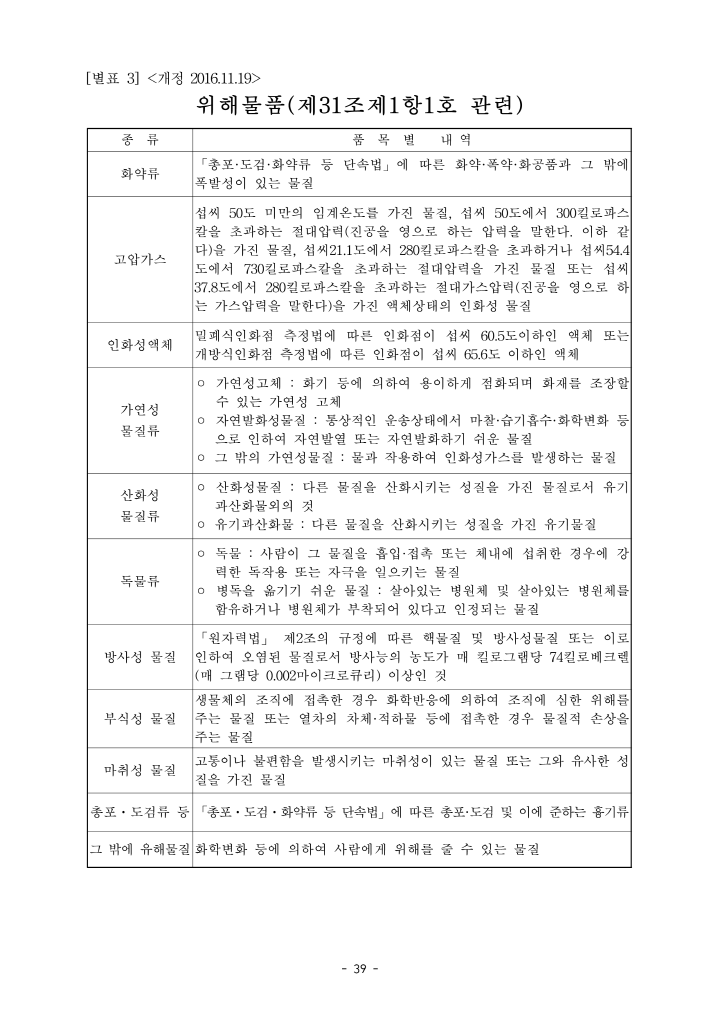 [별표 3] <개정 2016.11.19>
위해물품(제31조제1항1호 관련)
종 류 품 목 별 내 역
화약류
「총포·도검·화약류 등 단속법」에 따른 화약·폭약·화공품과 그 밖에
폭발성이 있는 물질
고압가스
섭씨 50도 미만의 임계온도를 가진 물질, 섭씨 50도에서 300킬로파스
칼을 초과하는 절대압력(진공을 영으로 하는 압력을 말한다. 이하 같
다)을 가진 물질, 섭씨21.1도에서 280킬로파스칼을 초과하거나 섭씨54.4
도에서 730킬로파스칼을 초과하는 절대압력을 가진 물질 또는 섭씨
37.8도에서 280킬로파스칼을 초과하는 절대가스압력(진공을 영으로 하
는 가스압력을 말한다)을 가진 액체상태의 인화성 물질
인화성액체
밀폐식인화점 측정법에 따른 인화점이 섭씨 60.5도이하인 액체 또는
개방식인화점 측정법에 따른 인화점이 섭씨 65.6도 이하인 액체
가연성
물질류
ㅇ 가연성고체 : 화기 등에 의하여 용이하게 점화되며 화재를 조장할
수 있는 가연성 고체
ㅇ 자연발화성물질 : 통상적인 운송상태에서 마찰·습기흡수·화학변화 등
으로 인하여 자연발열 또는 자연발화하기 쉬운 물질
ㅇ 그 밖의 가연성물질 : 물과 작용하여 인화성가스를 발생하는 물질
산화성
물질류
ㅇ 산화성물질 : 다른 물질을 산화시키는 성질을 가진 물질로서 유기
과산화물외의 것
ㅇ 유기과산화물 : 다른 물질을 산화시키는 성질을 가진 유기물질
독물류
ㅇ 독물 : 사람이 그 물질을 흡입·접촉 또는 체내에 섭취한 경우에 강
력한 독작용 또는 자극을 일으키는 물질
ㅇ 병독을 옮기기 쉬운 물질 : 살아있는 병원체 및 살아있는 병원체를
함유하거나 병원체가 부착되어 있다고 인정되는 물질
방사성 물질
「원자력법」 제2조의 규정에 따른 핵물질 및 방사성물질 또는 이로
인하여 오염된 물질로서 방사능의 농도가 매 킬로그램당 74킬로베크렐
(매 그램당 0.002마이크로큐리) 이상인 것
부식성 물질
생물체의 조직에 접촉한 경우 화학반응에 의하여 조직에 심한 위해를
주는 물질 또는 열차의 차체·적하물 등에 접촉한 경우 물질적 손상을
주는 물질
마취성 물질
고통이나 불편함을 발생시키는 마취성이 있는 물질 또는 그와 유사한 성
질을 가진 물질
총포·도검류 등 「총포·도검·화약류 등 단속법」에 따른 총포·도검 및 이에 준하는 흉기류
그 밖에 유해물질 화학변화 등에 의하여 사람에게 위해를 줄 수 있는 물질
- 39 -